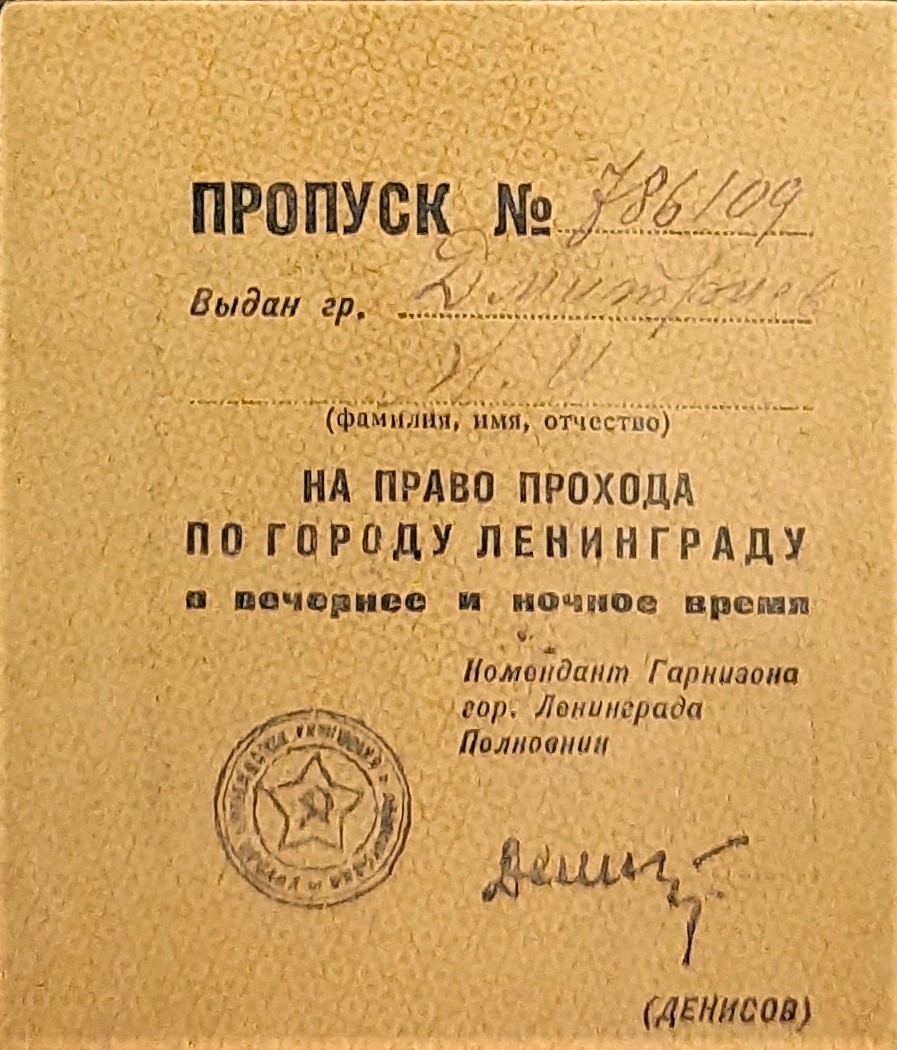 ПРОПУСК № 786109
Выдан гр. Дмитриев
И. И
(фамилия, имя, отчество)
НА ПРАВО ПРОХОДА
ПО ГОРОДУ ЛЕНИНГРАДУ
в вечернее и ночное время
Комендант Гарнизона
гор. Ленинграда
Полковник
(ДЕНИСОВ)